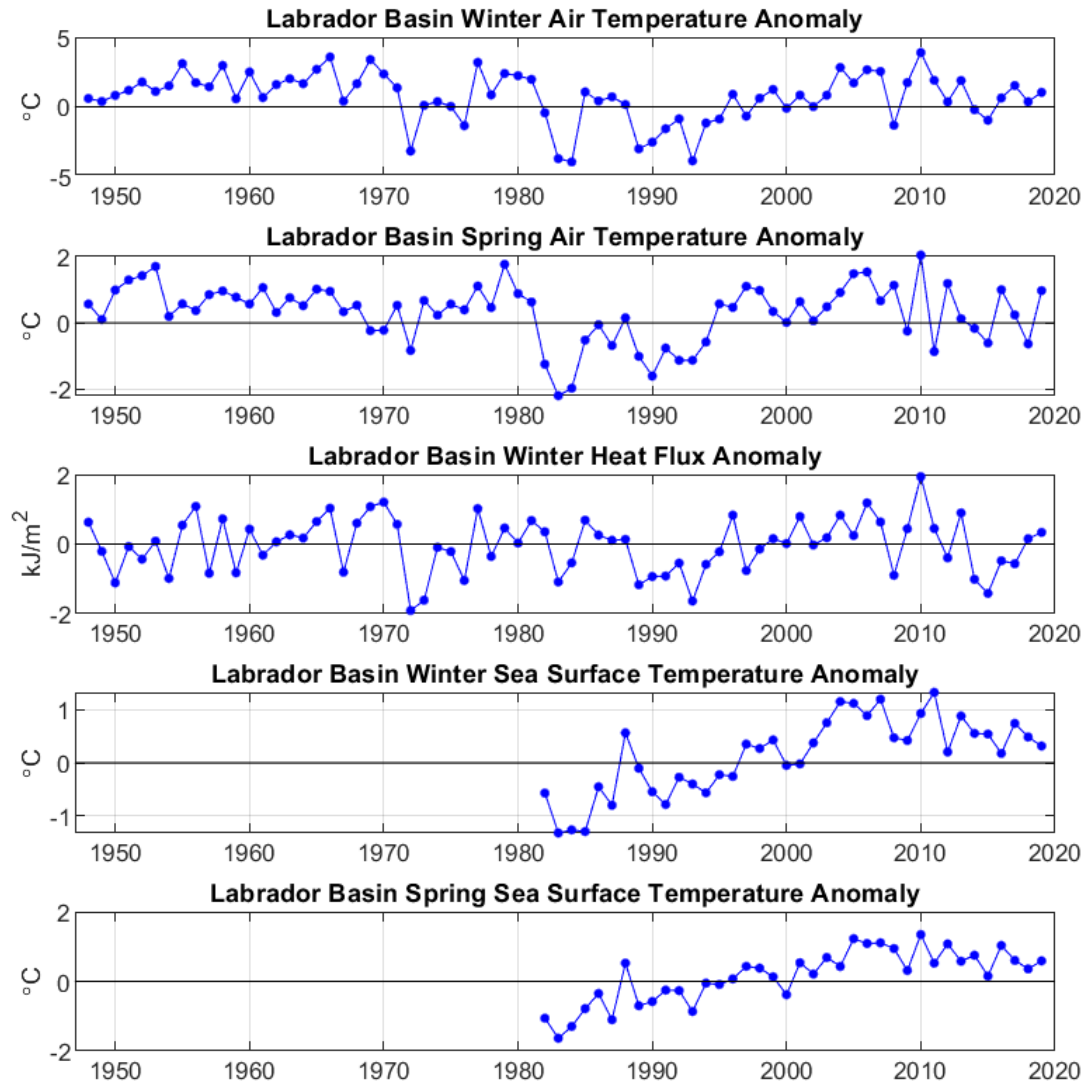 Labrador Basin Winter Air Temperature Anomaly
5
0
-5
°C
1950 1960 1970 1980 1990 2000 2010 2020
Labrador Basin Spring Air Temperature Anomaly
2
0
-2
°C
1950 1960 1970 1980 1990 2000 2010 2020
Labrador Basin Winter Heat Flux Anomaly
2
0
-2
kJ/m²
1950 1960 1970 1980 1990 2000 2010 2020
Labrador Basin Winter Sea Surface Temperature Anomaly
1
0
-1
°C
1950 1960 1970 1980 1990 2000 2010 2020
Labrador Basin Spring Sea Surface Temperature Anomaly
2
0
-2
°C
1950 1960 1970 1980 1990 2000 2010 2020